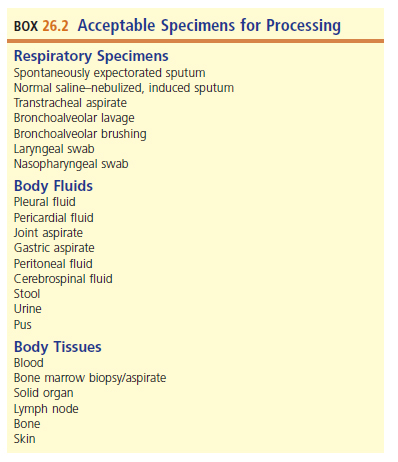 BOX 26.2 Acceptable Specimens for Processing
Respiratory Specimens
Spontaneously expectorated sputum
Normal saline–nebulized, induced sputum
Transtracheal aspirate
Bronchoalveolar lavage
Bronchoalveolar brushing
Laryngeal swab
Nasopharyngeal swab
Body Fluids
Pleural fluid
Pericardial fluid
Joint aspirate
Gastric aspirate
Peritoneal fluid
Cerebrospinal fluid
Stool
Urine
Pus
Body Tissues
Blood
Bone marrow biopsy/aspirate
Solid organ
Lymph node
Bone
Skin